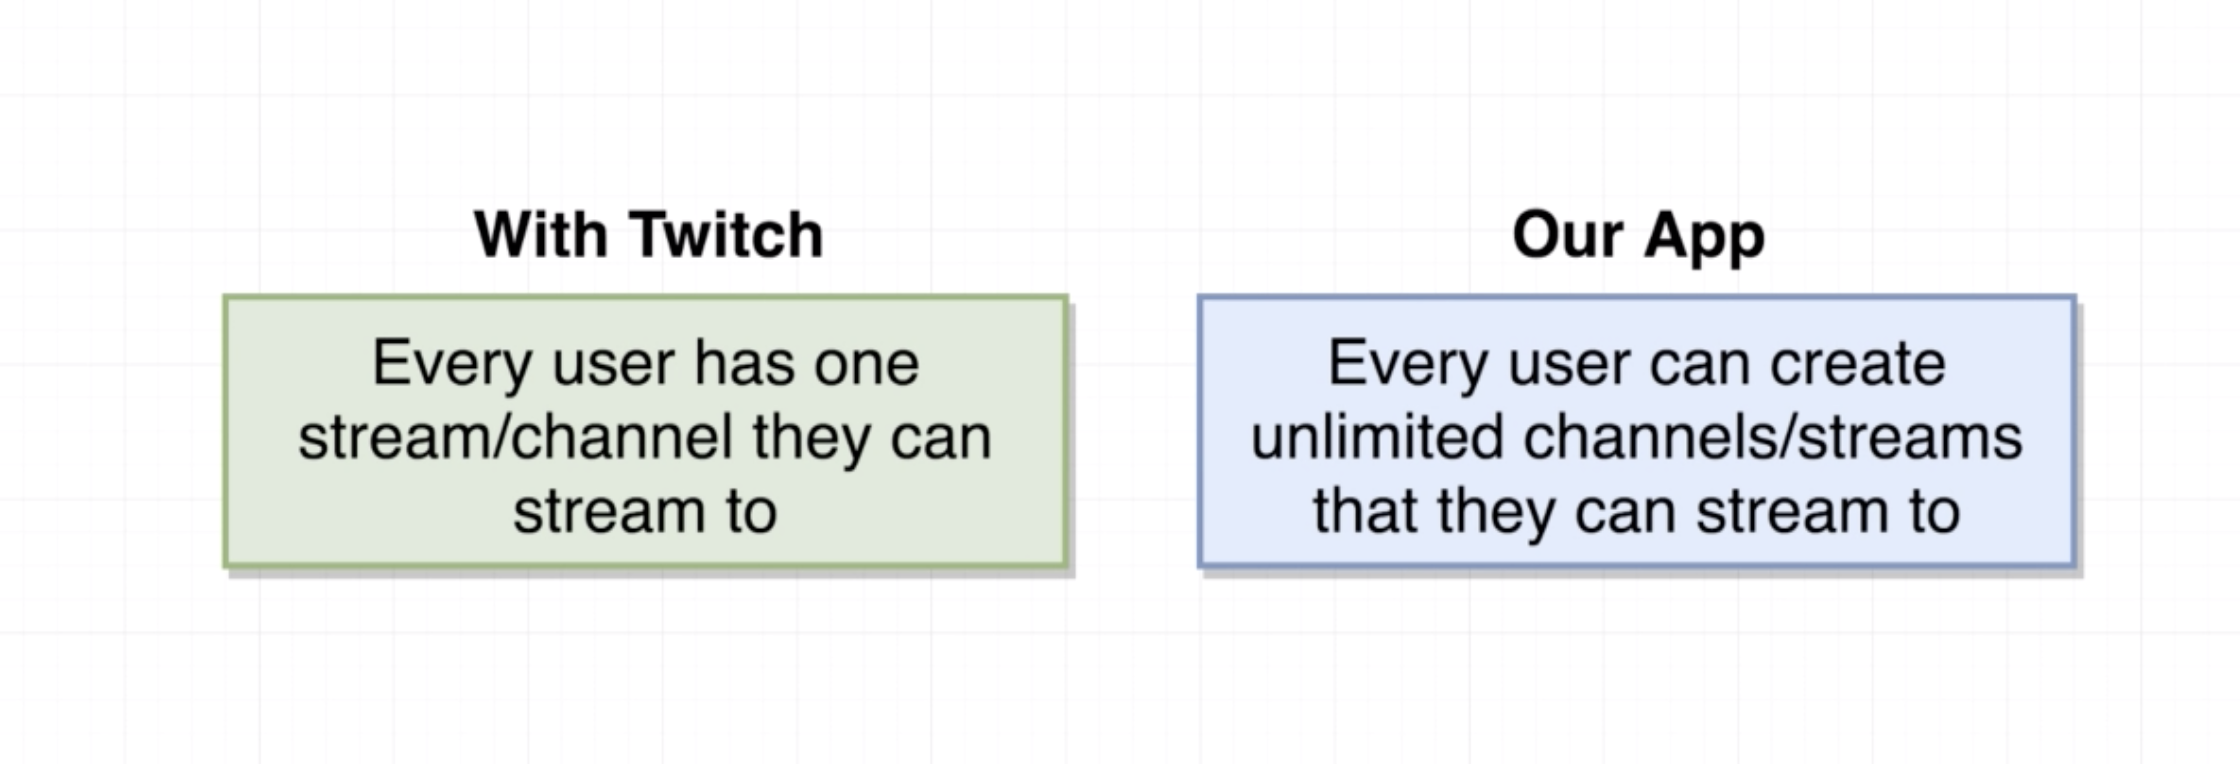 With Twitch
Every user has one
stream/channel they can
stream to
Our App
Every user can create
unlimited channels/streams
that they can stream to